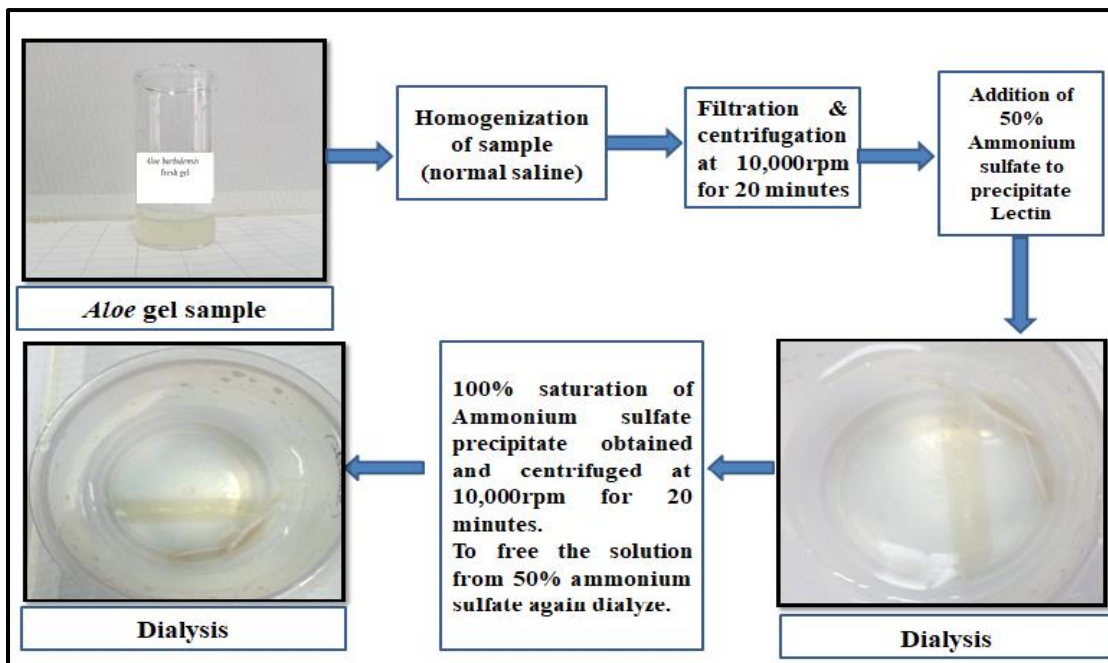 Aloe barbadensis
fresh gel
Aloe gel sample
Homogenization
of sample
(normal saline)
Filtration &
centrifugation
at 10,000rpm
for 20 minutes
Addition of
50%
Ammonium
sulfate to
precipitate
Lectin
Dialysis
100% saturation of
Ammonium sulfate
precipitate obtained
and centrifuged at
10,000rpm for 20
minutes.
To free the solution
from 50% ammonium
sulfate again dialyze.
Dialysis